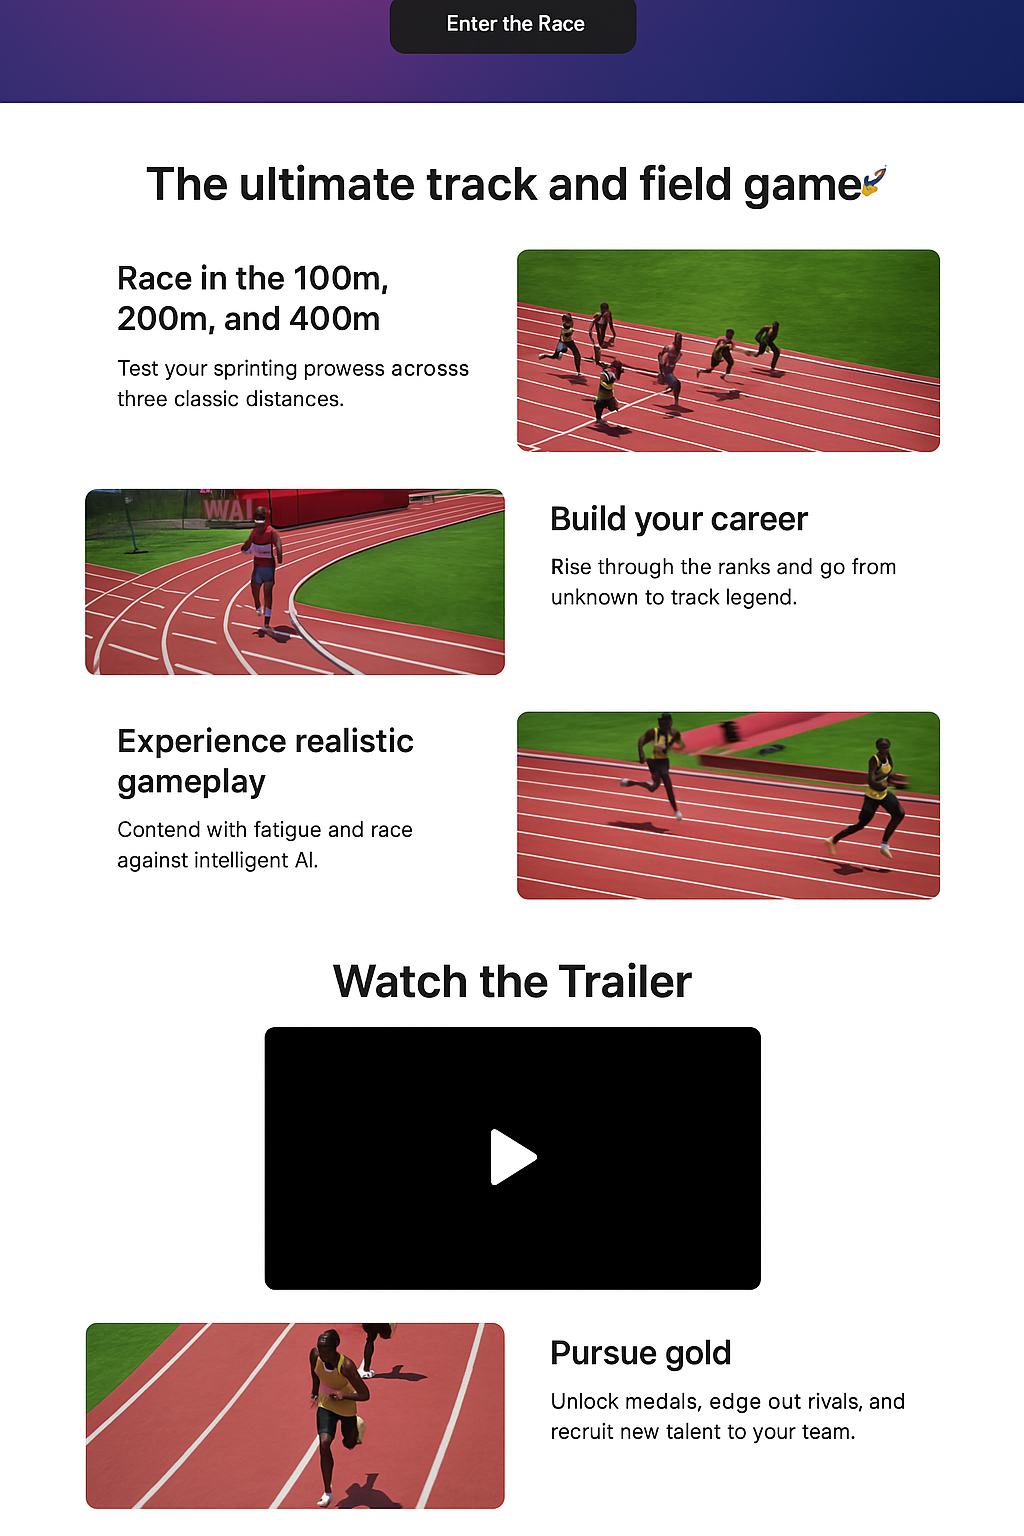 Enter the Race
The ultimate track and field game
Race in the 100m,
200m, and 400m
Test your sprinting prowess acrosss
three classic distances.
WAI
Build your career
Rise through the ranks and go from
unknown to track legend.
Experience realistic
gameplay
Contend with fatigue and race
against intelligent AI.
Watch the Trailer
Pursue gold
Unlock medals, edge out rivals, and
recruit new talent to your team.